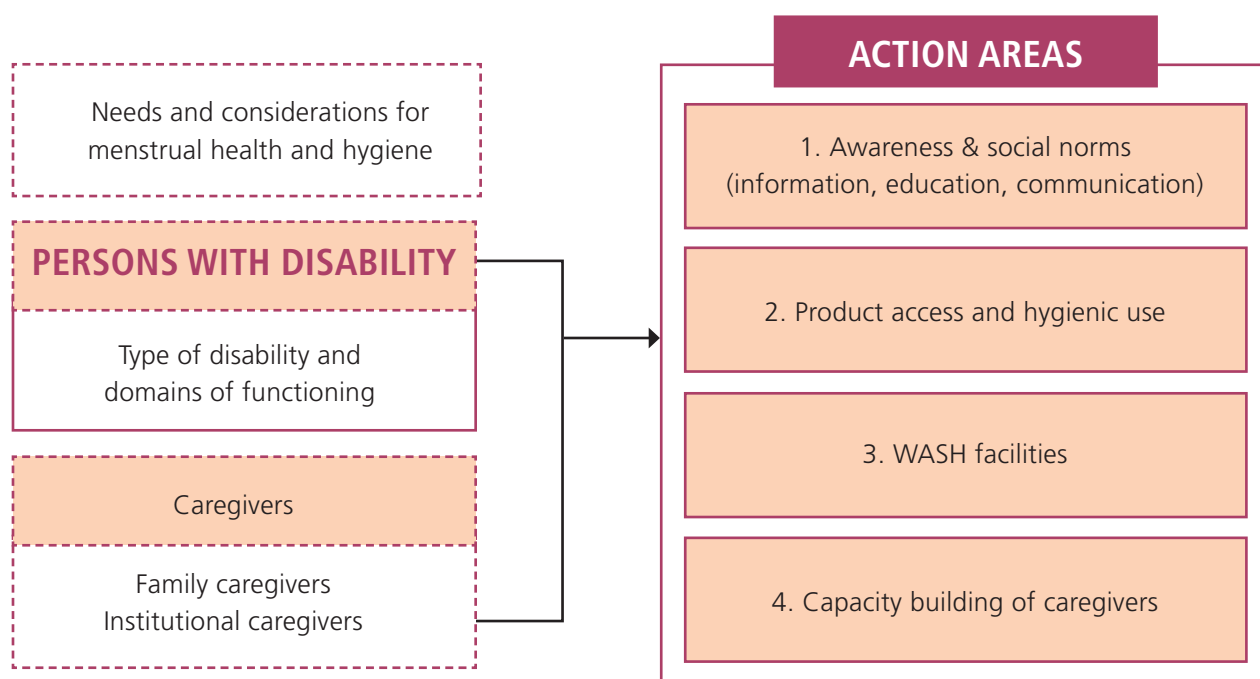 Needs and considerations for
menstrual health and hygiene
PERSONS WITH DISABILITY
Type of disability and
domains of functioning
Caregivers
Family caregivers
Institutional caregivers
ACTION AREAS
1. Awareness & social norms
(information, education, communication)
2. Product access and hygienic use
3. WASH facilities
4. Capacity building of caregivers